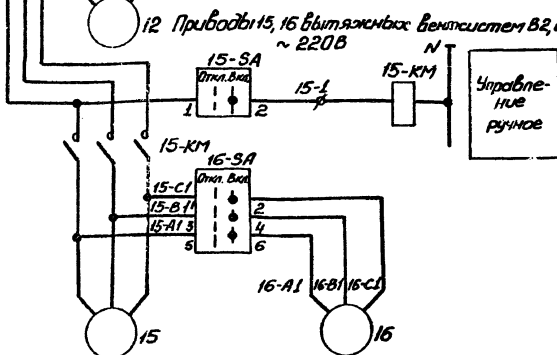 12 Приводы 15, 16 вытяжных вентсистем В2,
~ 220В
15-SA
N
15-КМ
Откл. Вкл.
15-1
1
2
Управле-
ние
ручное
15-КМ
16-SA
Откл. Вкл.
15-С1
15-В1
15-А1
1
3
5
2
4
6
16-А1
16-В1
16-С1
15
16